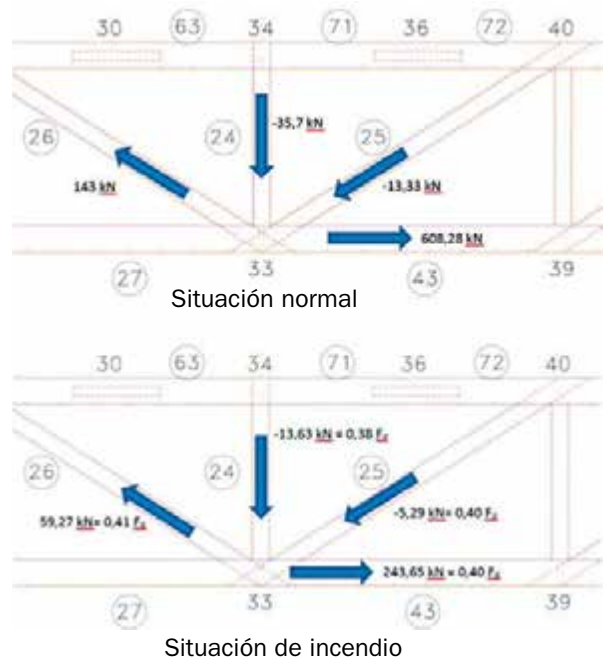 30 63 34 71 36 72 40
-35,7 kN
26 24 25
143 kN -13,33 kN
608,28 kN
27 33 43 39
Situación normal
30 63 34 71 36 72 40
-13,63 kN = 0,38 Fd
26 24 25
59,27 kN= 0,41 Fd -5,29 kN= 0,40 Fd
243,65 kN = 0,40 Fd
27 33 43 39
Situación de incendio